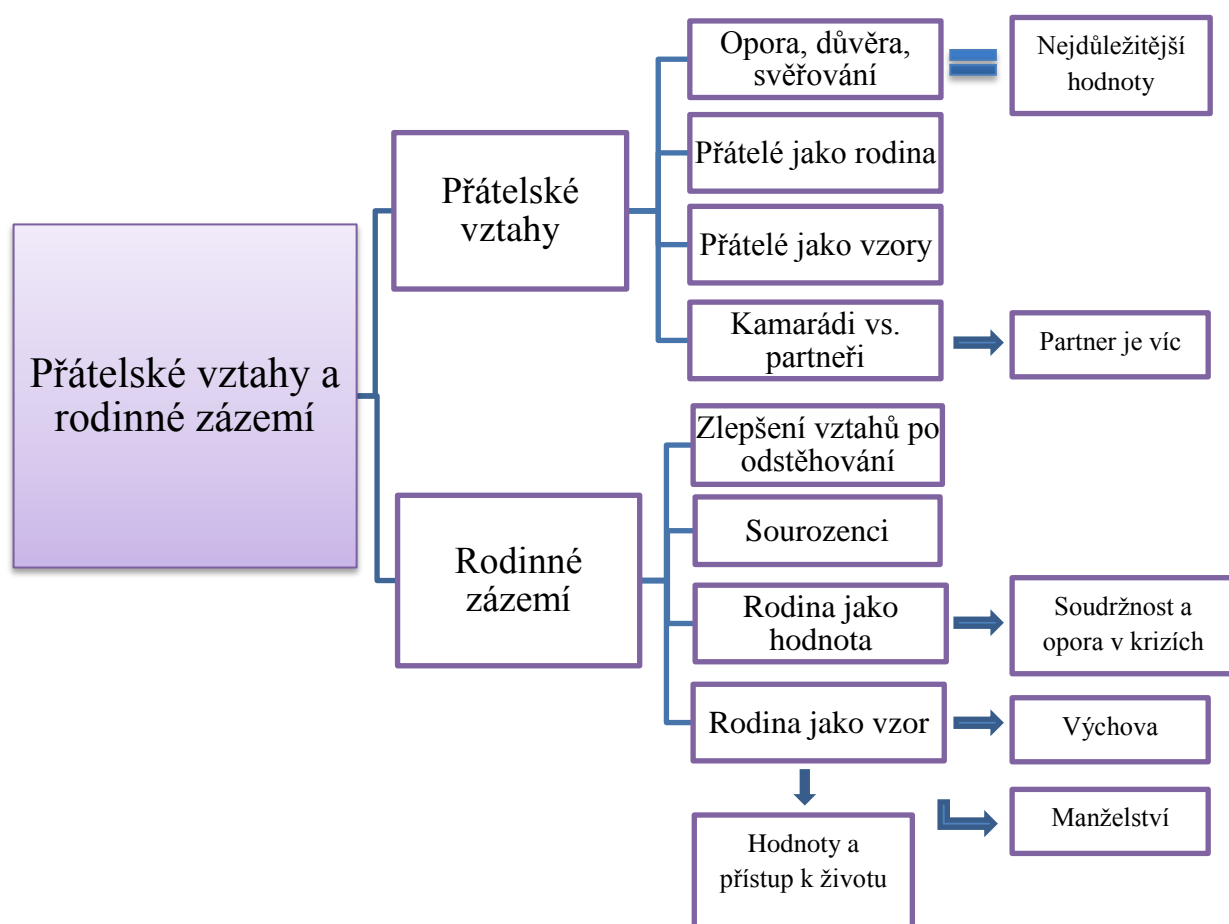 Přátelské vztahy a
rodinné zázemí
Přátelské
vztahy
Opora, důvěra,
svěřování
Nejdůležitější
hodnoty
Přátelé jako rodina
Přátelé jako vzory
Kamarádi vs.
partneři
Partner je víc
Rodinné
zázemí
Zlepšení vztahů po
odstěhování
Sourozenci
Rodina jako
hodnota
Soudržnost a
opora v krizích
Rodina jako vzor
Výchova
Manželství
Hodnoty a
přístup k životu